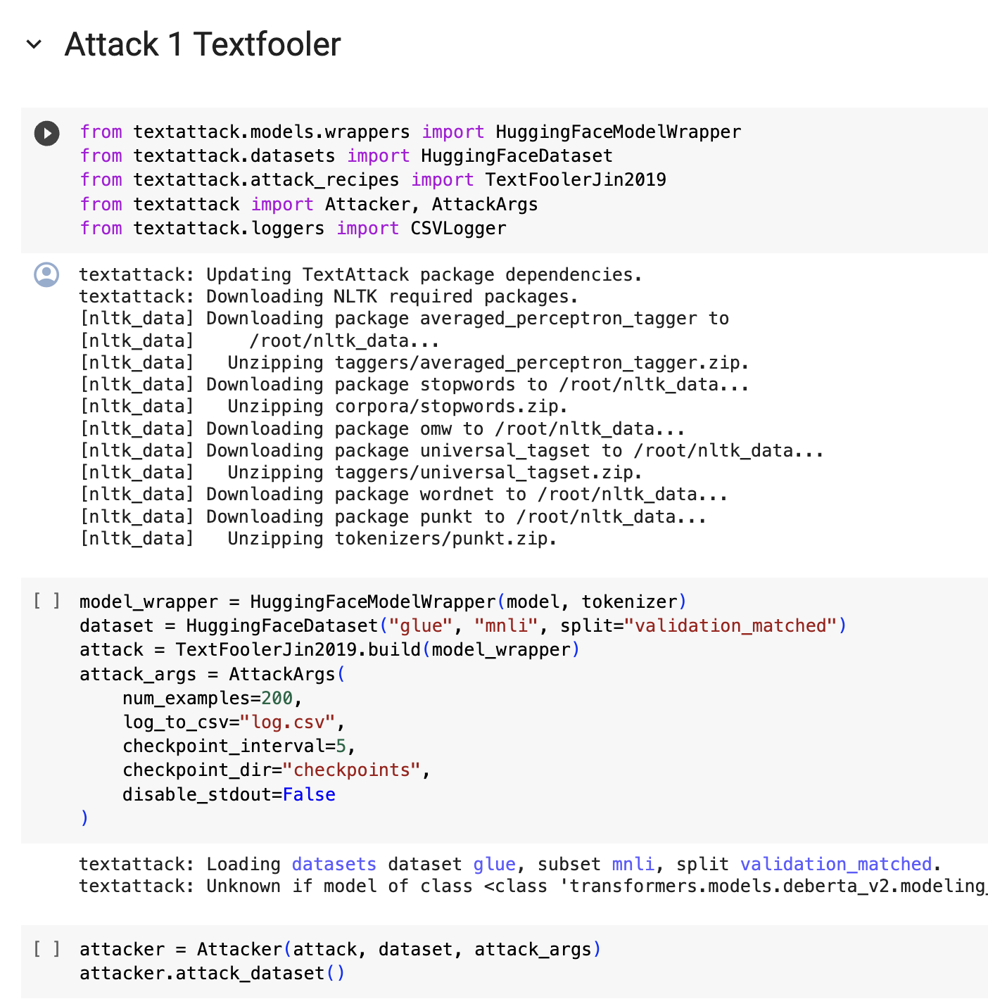 Attack 1 Textfooler
from textattack.models.wrappers import HuggingFaceModelWrapper
from textattack.datasets import HuggingFaceDataset
from textattack.attack_recipes import TextFoolerJin2019
from textattack import Attacker, AttackArgs
from textattack.loggers import CSVLogger
textattack: Updating TextAttack package dependencies.
textattack: Downloading NLTK required packages.
[nltk_data] Downloading package averaged_perceptron_tagger to
[nltk_data]     /root/nltk_data...
[nltk_data]   Unzipping taggers/averaged_perceptron_tagger.zip.
[nltk_data] Downloading package stopwords to /root/nltk_data...
[nltk_data]   Unzipping corpora/stopwords.zip.
[nltk_data] Downloading package omw to /root/nltk_data...
[nltk_data] Downloading package universal_tagset to /root/nltk_data...
[nltk_data]   Unzipping taggers/universal_tagset.zip.
[nltk_data] Downloading package wordnet to /root/nltk_data...
[nltk_data] Downloading package punkt to /root/nltk_data...
[nltk_data]   Unzipping tokenizers/punkt.zip.
[ ] model_wrapper = HuggingFaceModelWrapper(model, tokenizer)
dataset = HuggingFaceDataset("glue", "mnli", split="validation_matched")
attack = TextFoolerJin2019.build(model_wrapper)
attack_args = AttackArgs(
    num_examples=200,
    log_to_csv="log.csv",
    checkpoint_interval=5,
    checkpoint_dir="checkpoints",
    disable_stdout=False
)
textattack: Loading datasets dataset glue, subset mnli, split validation_matched.
textattack: Unknown if model of class <class 'transformers.models.deberta_v2.modeling_
[ ] attacker = Attacker(attack, dataset, attack_args)
attacker.attack_dataset()